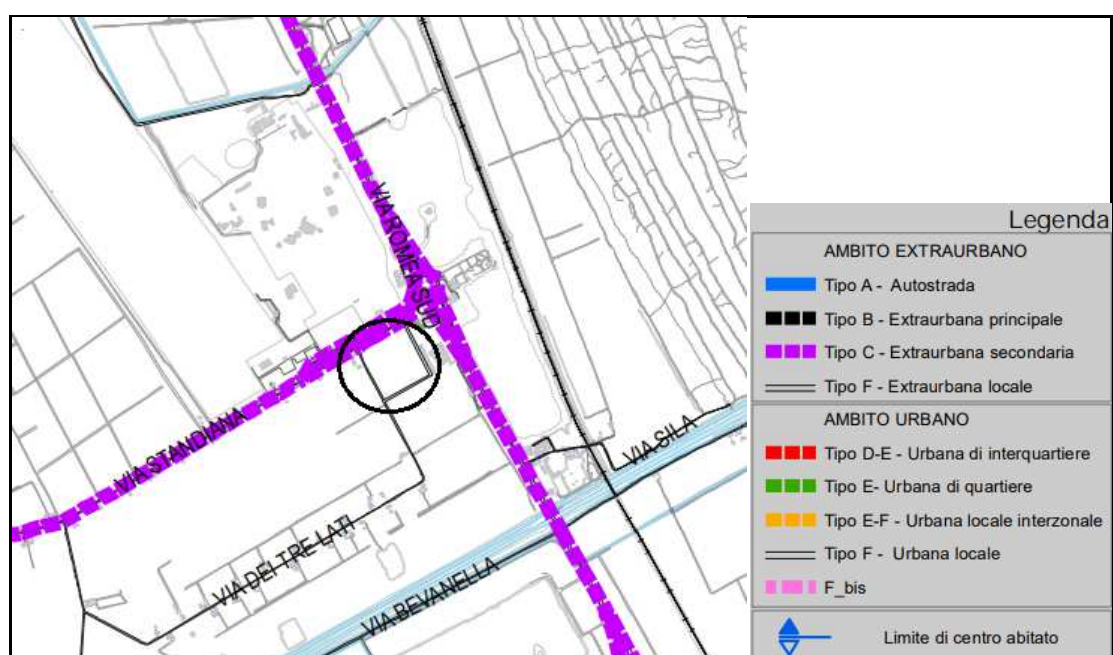 VIA ROMEA SUD
VIA STANDIANA
VIA SILA
VIA DEI TRE LATI
VIA BEVANELLA
Legenda
AMBITO EXTRAURBANO
Tipo A - Autostrada
Tipo B - Extraurbana principale
Tipo C - Extraurbana secondaria
Tipo F - Extraurbana locale
AMBITO URBANO
Tipo D-E - Urbana di interquartiere
Tipo E- Urbana di quartiere
Tipo E-F - Urbana locale interzonale
Tipo F - Urbana locale
F_bis
Limite di centro abitato